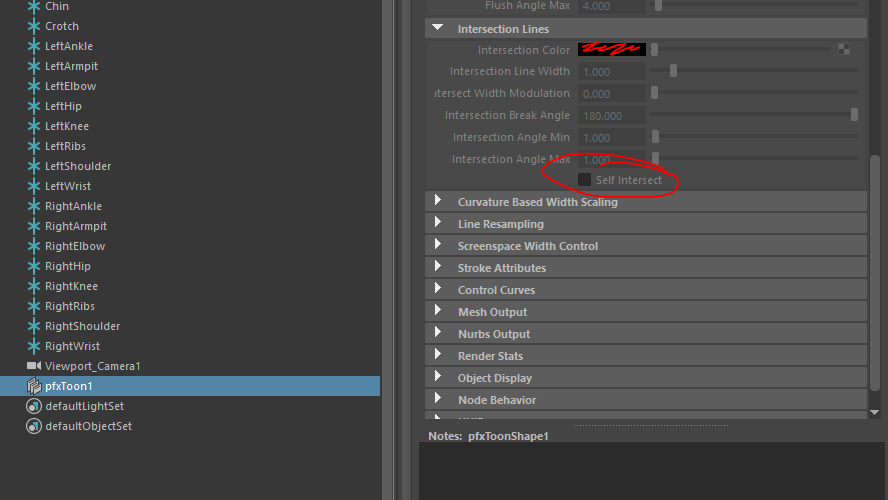 Chin
Crotch
LeftAnkle
LeftArmpit
LeftElbow
LeftHip
LeftKnee
LeftRibs
LeftShoulder
LeftWrist
RightAnkle
RightArmpit
RightElbow
RightHip
RightKnee
RightRibs
RightShoulder
RightWrist
Viewport_Camera1
pfxToon1
defaultLightSet
defaultObjectSet
Flush Angle Max 4.000
Intersection Lines
Intersection Color
Intersection Line Width 1.000
ntersect Width Modulation 0.000
Intersection Break Angle 180.000
Intersection Angle Min 1.000
Intersection Angle Max 1.000
Self Intersect
Curvature Based Width Scaling
Line Resampling
Screenspace Width Control
Stroke Attributes
Control Curves
Mesh Output
Nurbs Output
Render Stats
Object Display
Node Behavior
Notes: pfxToonShape1